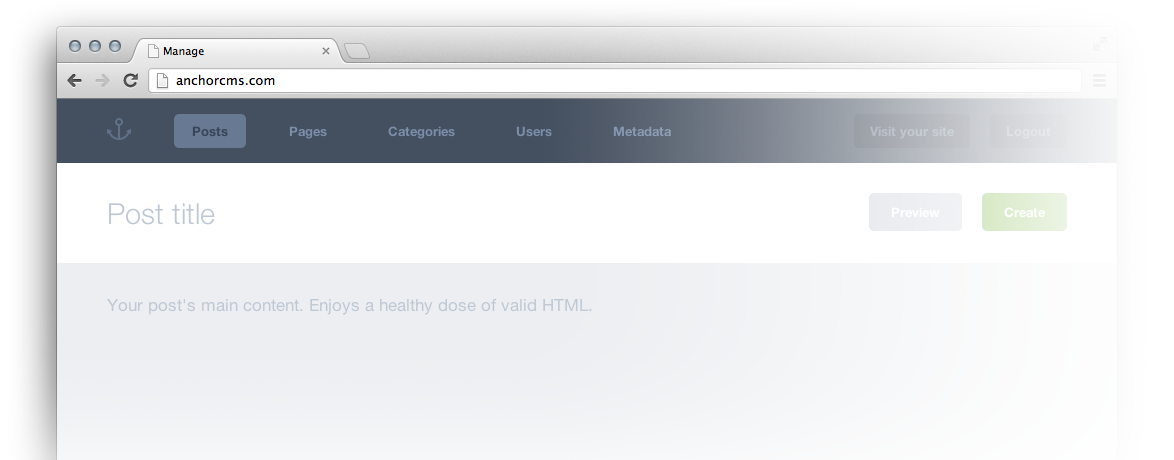 Manage
anchorcms.com
Posts Pages Categories Users Metadata Visit your site Logout
Post title Preview Create
Your post's main content. Enjoys a healthy dose of valid HTML.